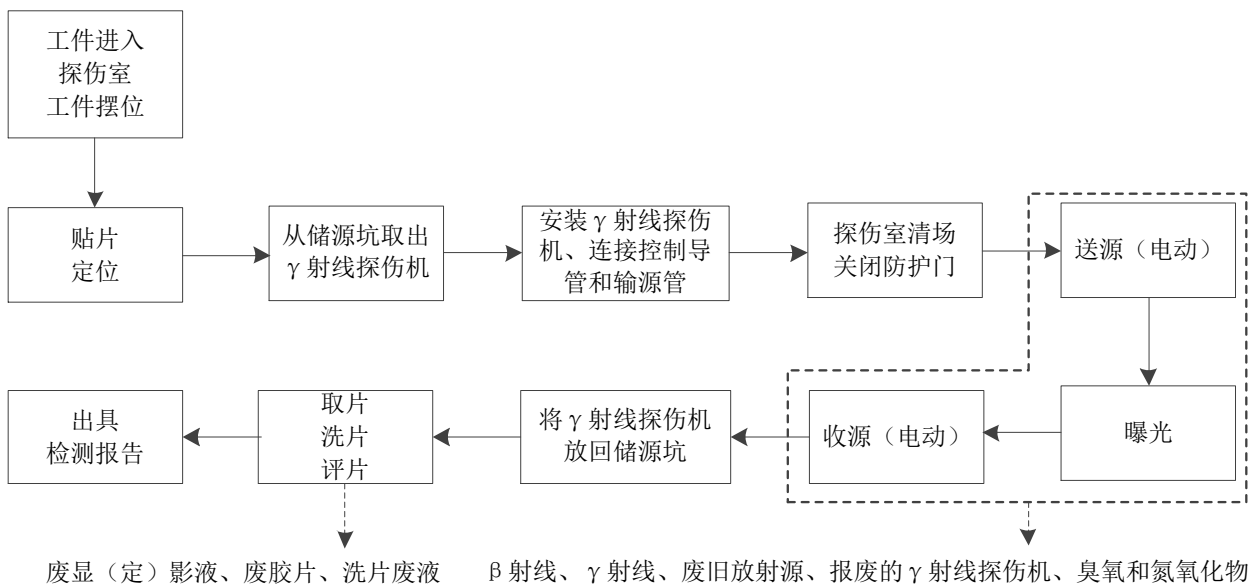 工件进入
探伤室
工件摆位
贴片
定位
从储源坑取出
γ射线探伤机
安装γ射线探伤
机、连接控制导
管和输源管
探伤室清场
关闭防护门
送源（电动）
曝光
收源（电动）
将γ射线探伤机
放回储源坑
取片
洗片
评片
出具
检测报告
废显（定）影液、废胶片、洗片废液
β射线、γ射线、废旧放射源、报废的γ射线探伤机、臭氧和氮氧化物